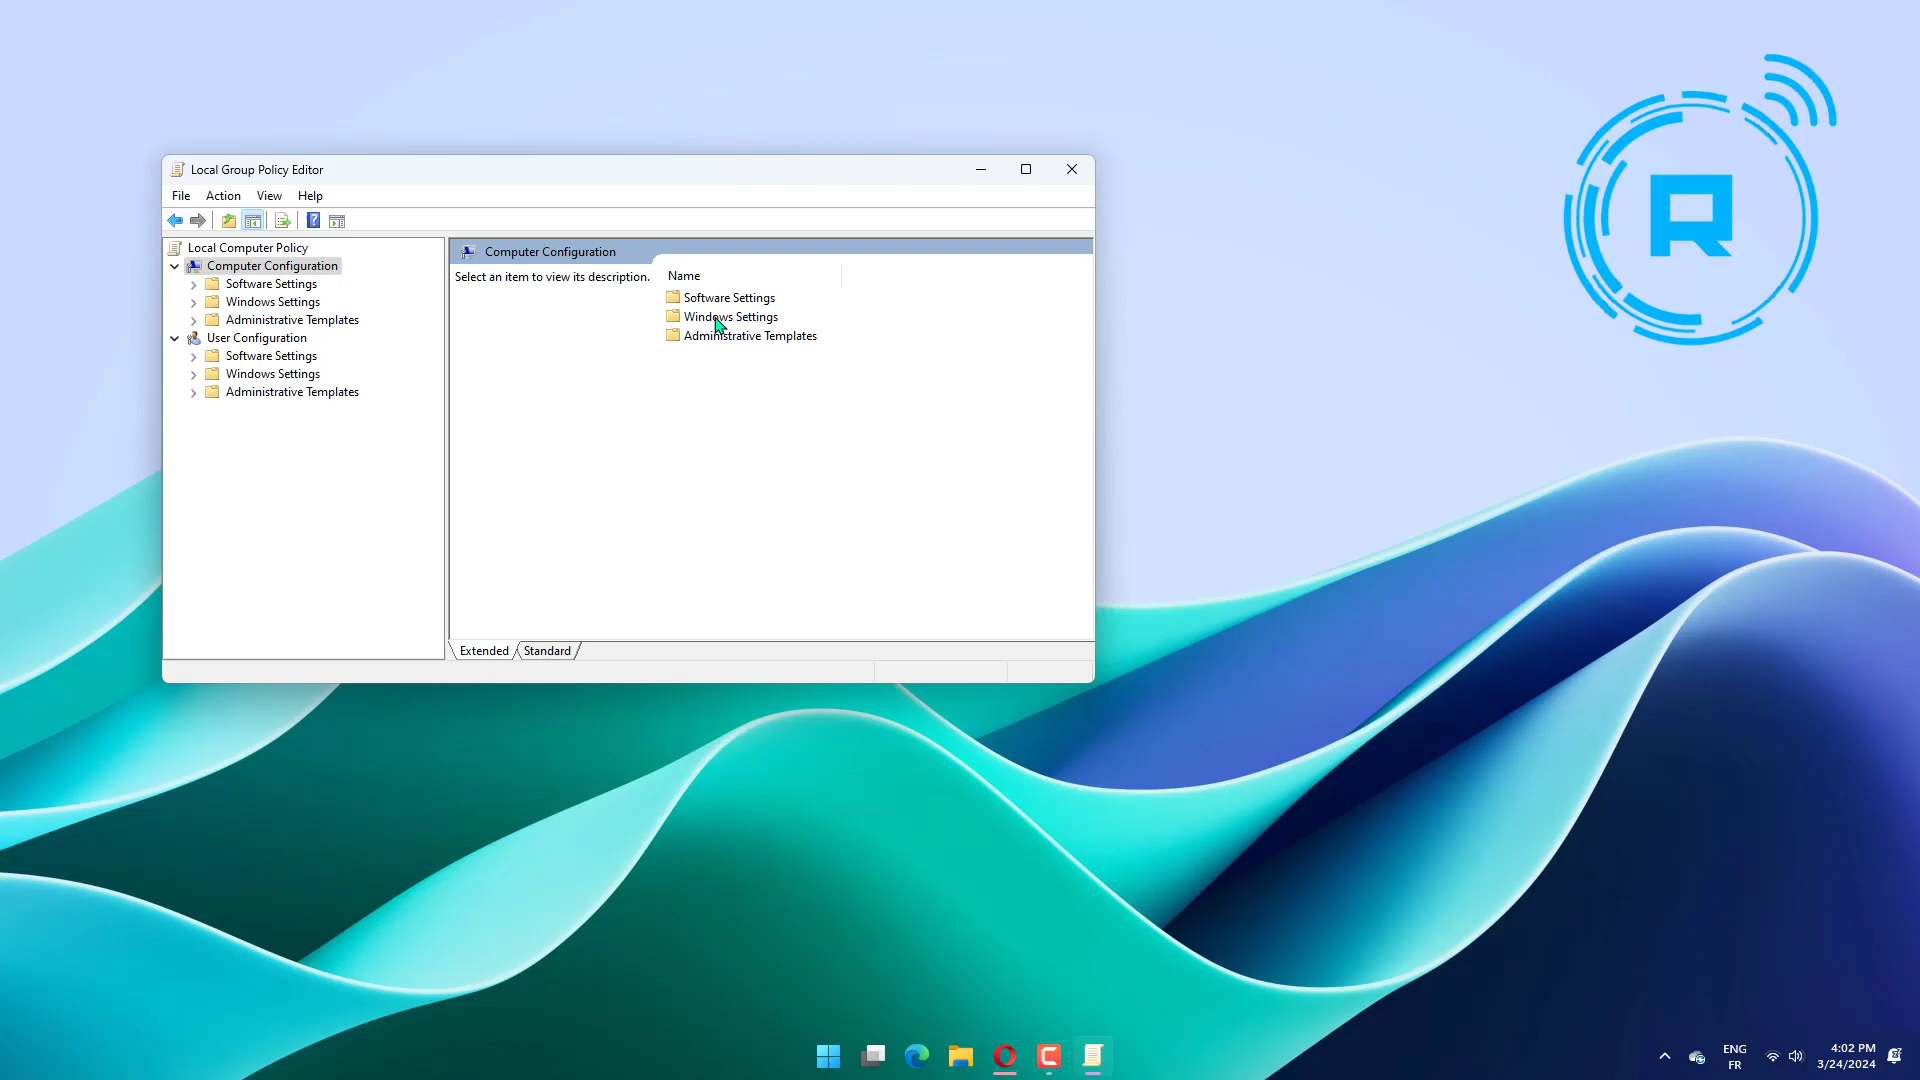 Local Group Policy Editor
File Action View Help
Local Computer Policy
Computer Configuration
Software Settings
Windows Settings
Administrative Templates
User Configuration
Software Settings
Windows Settings
Administrative Templates
Computer Configuration
Select an item to view its description.
Name
Software Settings
Windows Settings
Administrative Templates
Extended Standard
R
ENG
FR
4:02 PM
3/24/2024